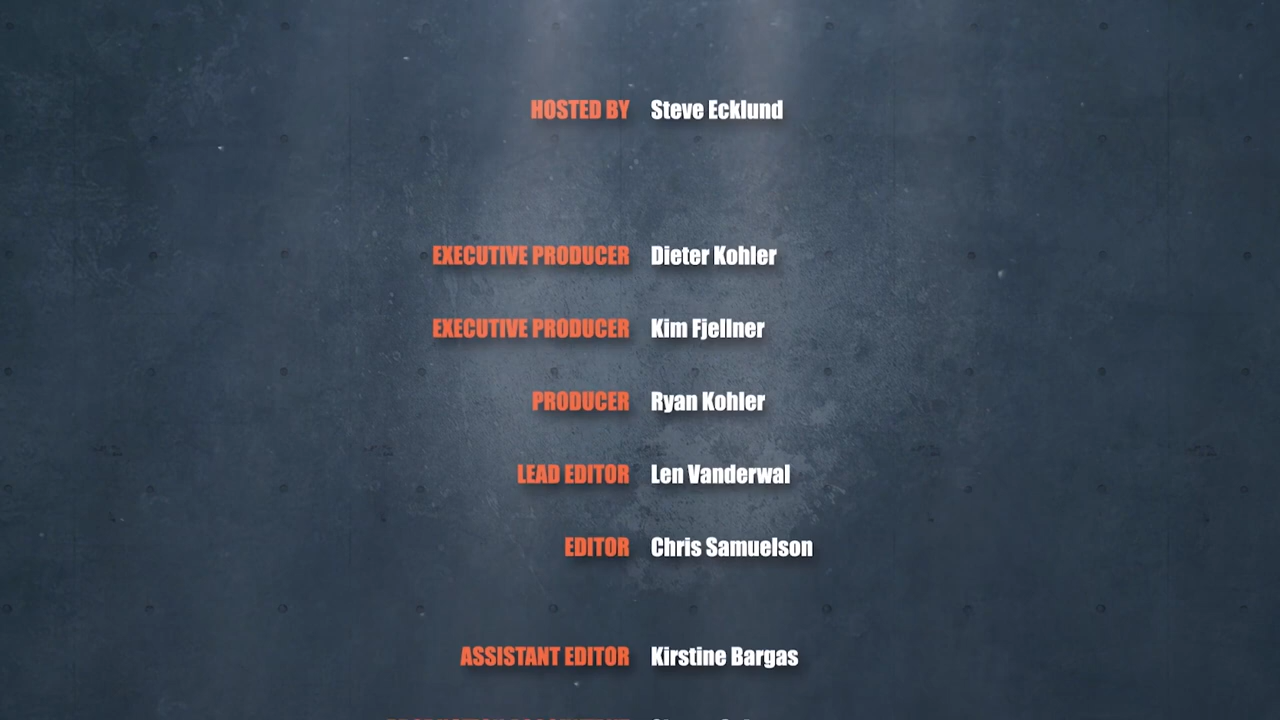 HOSTED BY Steve Ecklund
EXECUTIVE PRODUCER Dieter Kohler
EXECUTIVE PRODUCER Kim Fjellner
PRODUCER Ryan Kohler
LEAD EDITOR Len Vanderwal
EDITOR Chris Samuelson
ASSISTANT EDITOR Kirstine Bargas